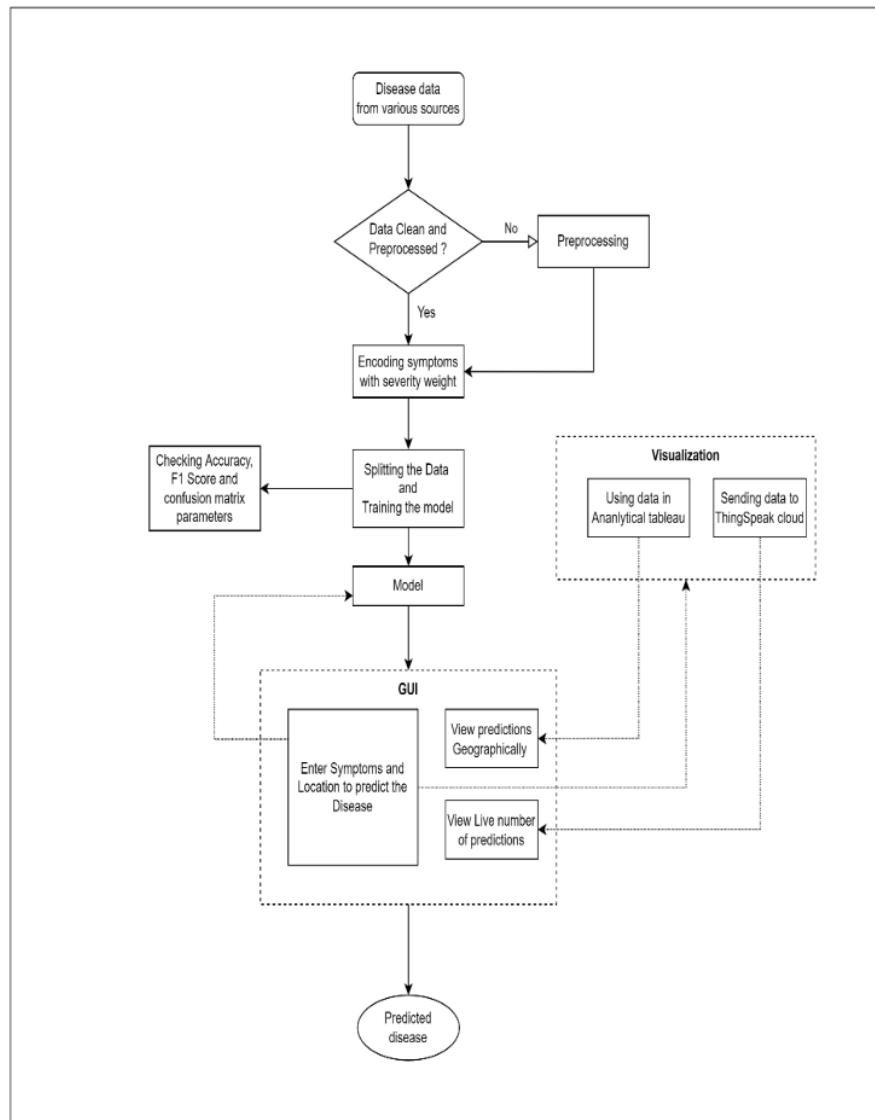 Disease data
from various sources
Data Clean and
Preprocessed ?
No
Preprocessing
Yes
Encoding symptoms
with severity weight
Checking Accuracy,
F1 Score and
confusion matrix
parameters
Splitting the Data
and
Training the model
Visualization
Using data in
Ananlytical tableau
Sending data to
ThingSpeak cloud
Model
GUI
Enter Symptoms and
Location to predict the
Disease
View predictions
Geographically
View Live number
of predictions
Predicted
disease